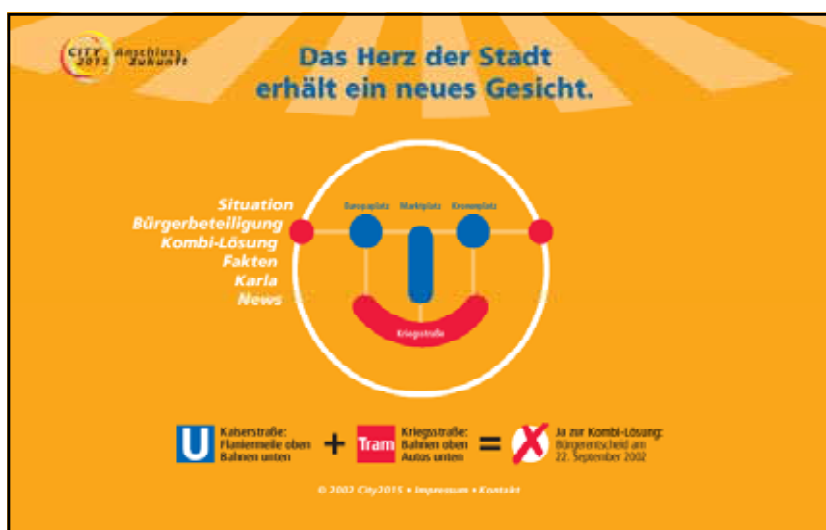 CITY 2015
Anschluss
Zukunft
Das Herz der Stadt
erhält ein neues Gesicht.
Situation
Bürgerbeteiligung
Kombi-Lösung
Fakten
Karla
News
Europaplatz Marktplatz Kronenplatz
Kriegsstraße
U
Kaiserstraße:
Flaniermeile oben
Bahnen unten
+
Tram
Kriegsstraße:
Bahnen oben
Autos unten
=
X
Ja zur Kombi-Lösung:
Bürgerentscheid am
22. September 2002
© 2002 City2015 • Impressum • Kontakt